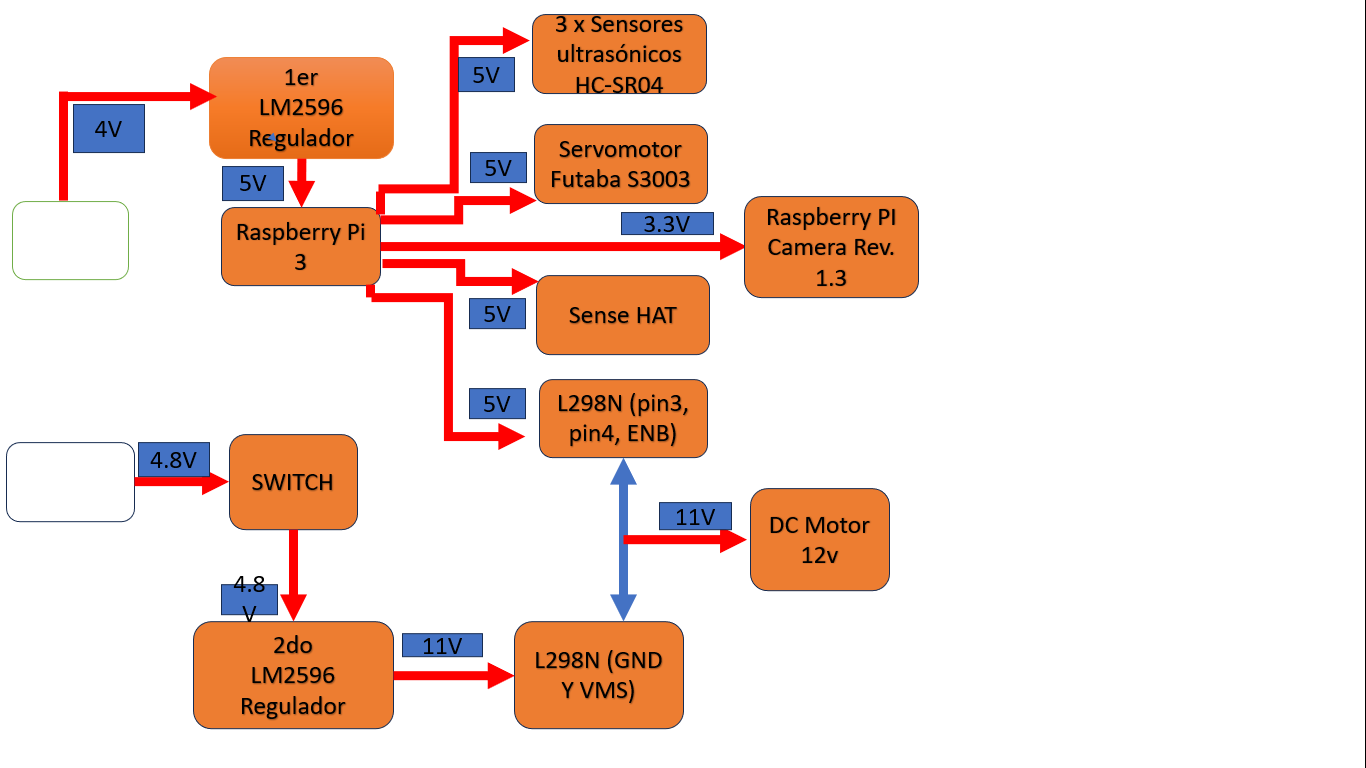 3 x Sensores
ultrasónicos
HC-SR04
5V
1er
LM2596
Regulador
4V
5V
Servomotor
Futaba S3003
5V
Raspberry Pi
3
3.3V
Raspberry PI
Camera Rev.
1.3
Sense HAT
5V
5V
L298N (pin3,
pin4, ENB)
4.8V
SWITCH
11V
DC Motor
12v
4.8
V
2do
LM2596
Regulador
11V
L298N (GND
Y VMS)